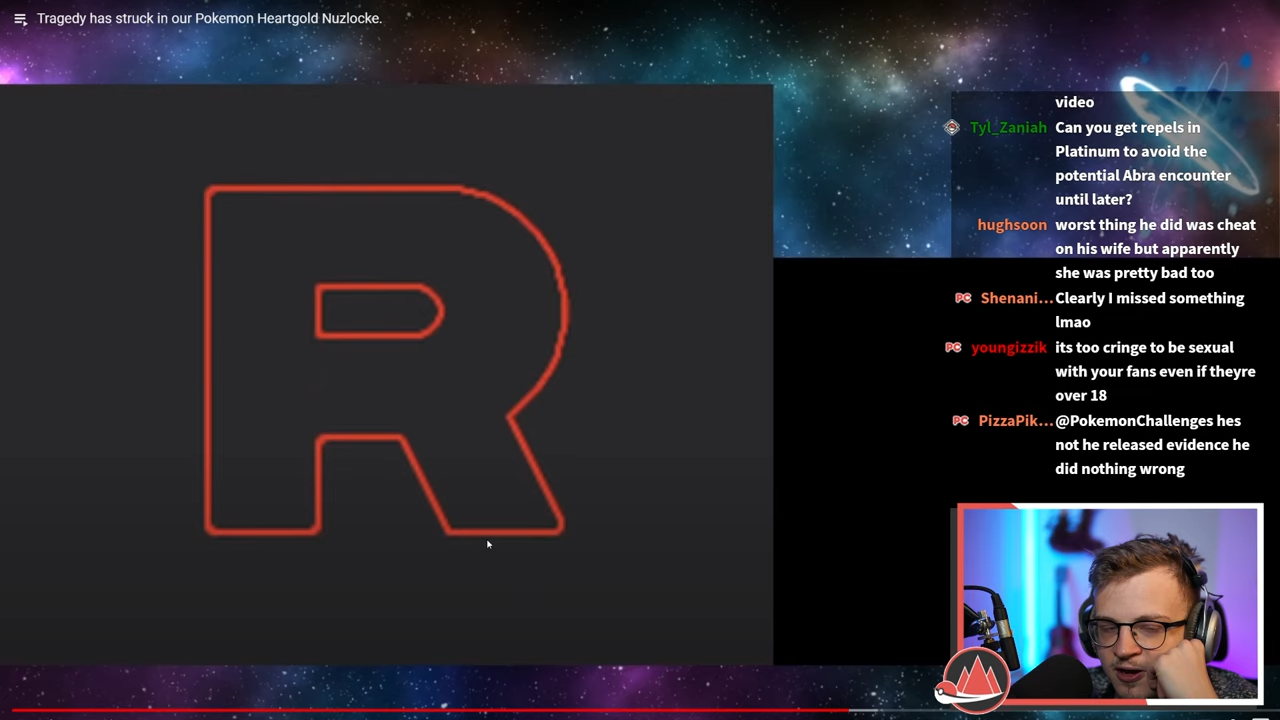 Tragedy has struck in our Pokemon Heartgold Nuzlocke.
R
video
Tyl_Zaniah Can you get repels in
Platinum to avoid the
potential Abra encounter
until later?
hughsoon worst thing he did was cheat
on his wife but apparently
she was pretty bad too
PC Shenani... Clearly I missed something
lmao
PC youngizzik its too cringe to be sexual
with your fans even if theyre
over 18
PC PizzaPik... @PokemonChallenges hes
not he released evidence he
did nothing wrong